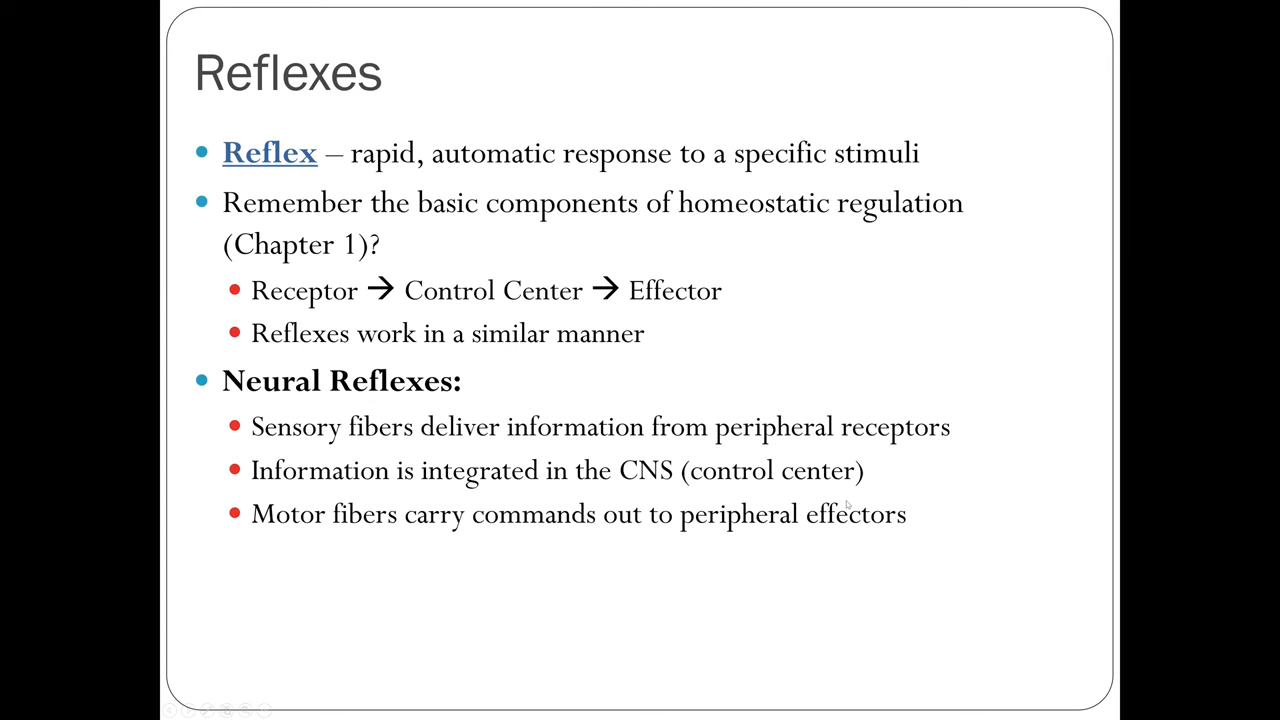 Reflexes
• Reflex – rapid, automatic response to a specific stimuli
• Remember the basic components of homeostatic regulation
(Chapter 1)?
• Receptor → Control Center → Effector
• Reflexes work in a similar manner
• Neural Reflexes:
• Sensory fibers deliver information from peripheral receptors
• Information is integrated in the CNS (control center)
• Motor fibers carry commands out to peripheral effectors